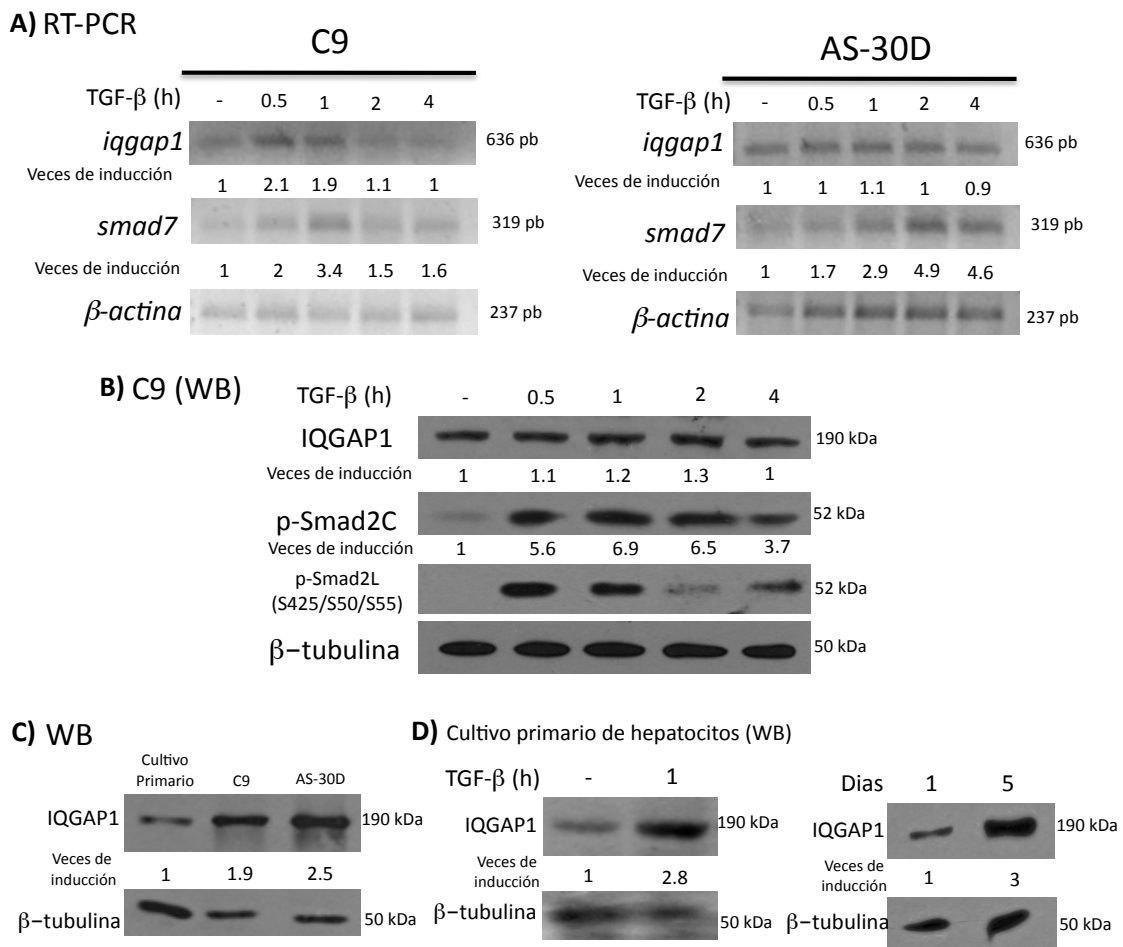 A) RT-PCR
C9
TGF-β (h) - 0.5 1 2 4
iqgap1 636 pb
Veces de inducción 1 2.1 1.9 1.1 1
smad7 319 pb
Veces de inducción 1 2 3.4 1.5 1.6
β-actina 237 pb
AS-30D
TGF-β (h) - 0.5 1 2 4
iqgap1 636 pb
Veces de inducción 1 1 1.1 1 0.9
smad7 319 pb
Veces de inducción 1 1.7 2.9 4.9 4.6
β-actina 237 pb
B) C9 (WB)
TGF-β (h) - 0.5 1 2 4
IQGAP1 190 kDa
Veces de inducción 1 1.1 1.2 1.3 1
p-Smad2C 52 kDa
Veces de inducción 1 5.6 6.9 6.5 3.7
p-Smad2L 52 kDa
(S425/S50/S55)
β-tubulina 50 kDa
C) WB
Cultivo
Primario C9 AS-30D
IQGAP1 190 kDa
Veces de
inducción 1 1.9 2.5
β-tubulina 50 kDa
D) Cultivo primario de hepatocitos (WB)
TGF-β (h) - 1
IQGAP1 190 kDa
Veces de
inducción 1 2.8
β-tubulina 50 kDa
Dias 1 5
IQGAP1 190 kDa
Veces de
inducción 1 3
β-tubulina 50 kDa